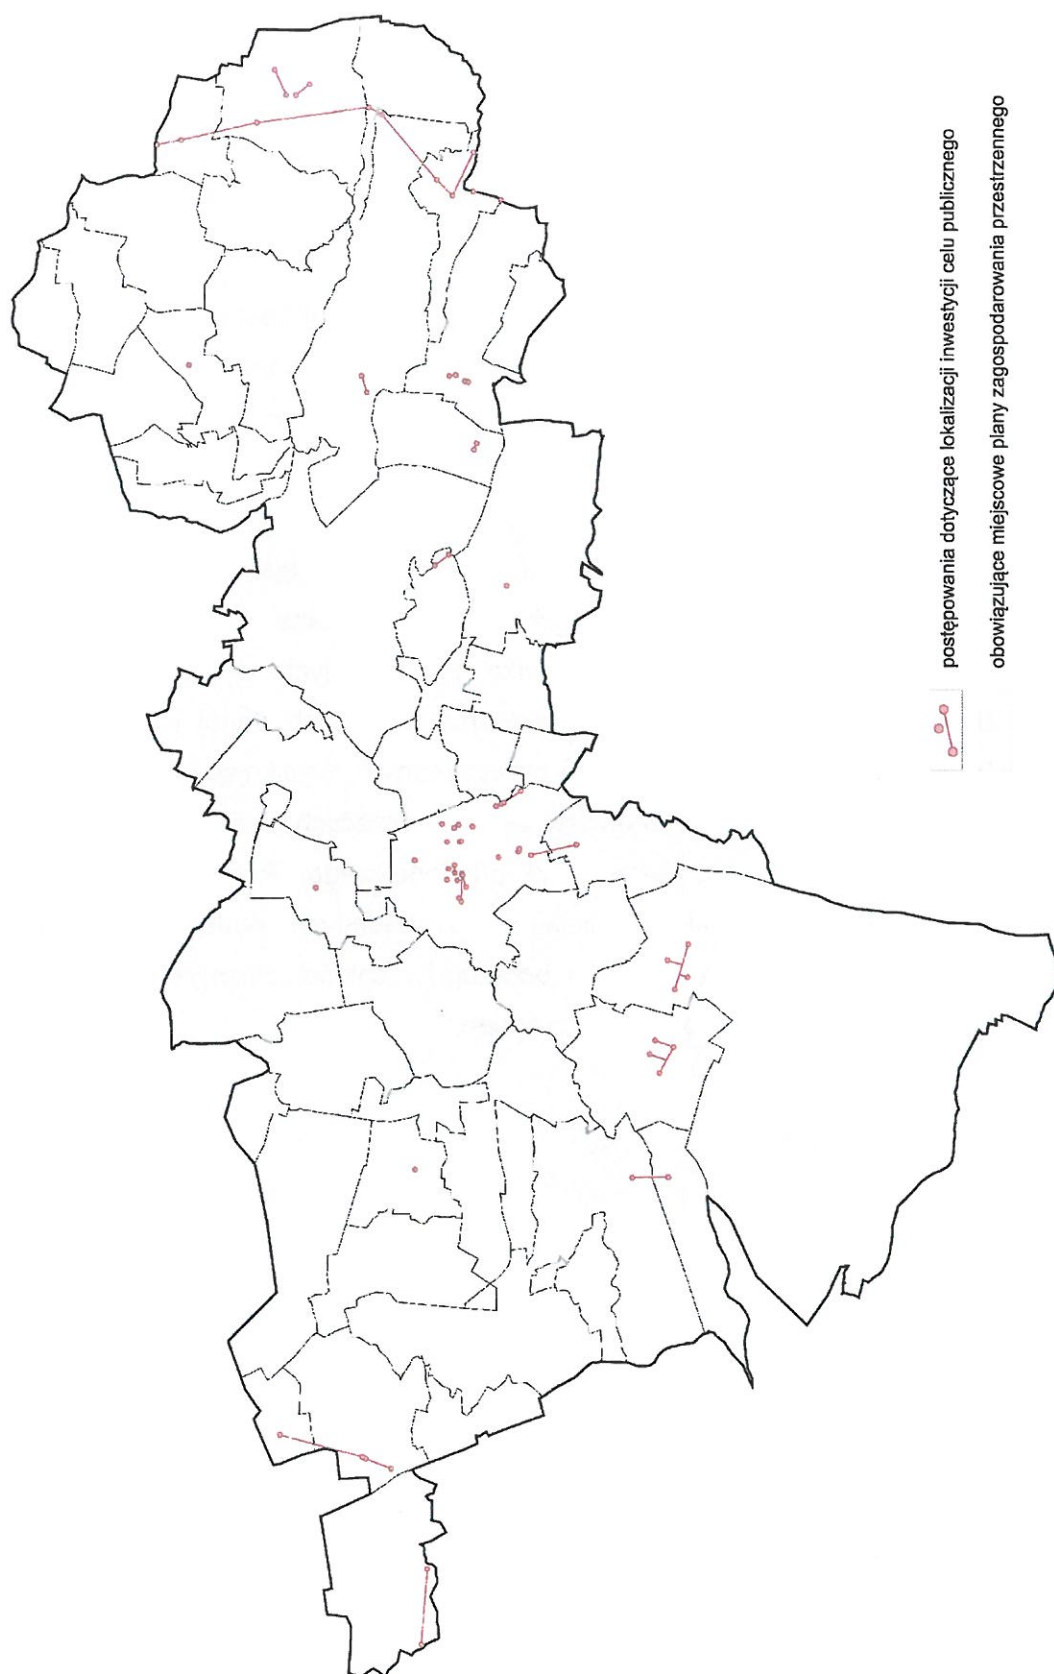 postępowania dotyczące lokalizacji inwestycji celu publicznego
obowiązujące miejscowe plany zagospodarowania przestrzennego